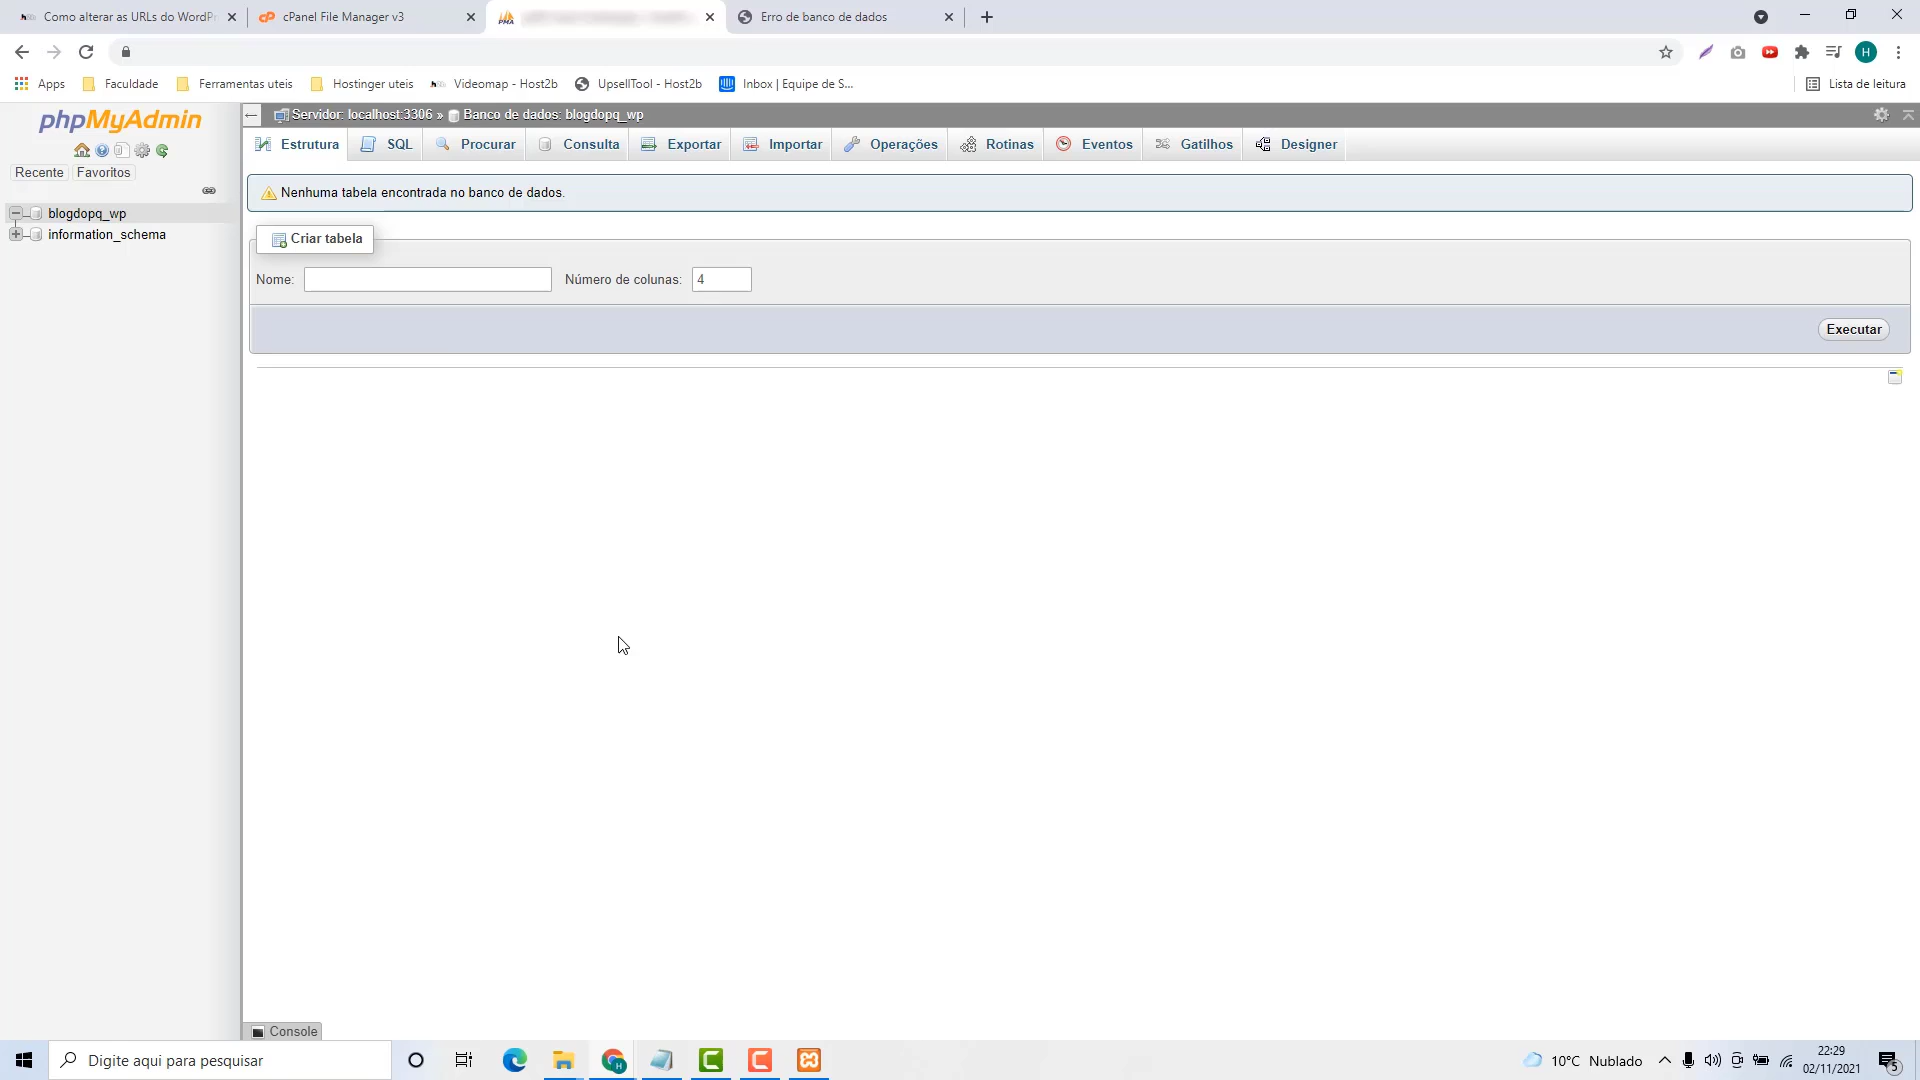 Como alterar as URLs do WordPr
cPanel File Manager v3
Erro de banco de dados
H
Apps
Faculdade
Ferramentas uteis
Hostinger uteis
Videomap - Host2b
UpsellTool - Host2b
Inbox | Equipe de S...
Lista de leitura
phpMyAdmin
Recente
Favoritos
blogdopq_wp
information_schema
Servidor: localhost:3306 » Banco de dados: blogdopq_wp
Estrutura
SQL
Procurar
Consulta
Exportar
Importar
Operações
Rotinas
Eventos
Gatilhos
Designer
Nenhuma tabela encontrada no banco de dados.
Criar tabela
Nome:
Número de colunas: 4
Executar
Console
Digite aqui para pesquisar
10°C Nublado
22:29
02/11/2021
5